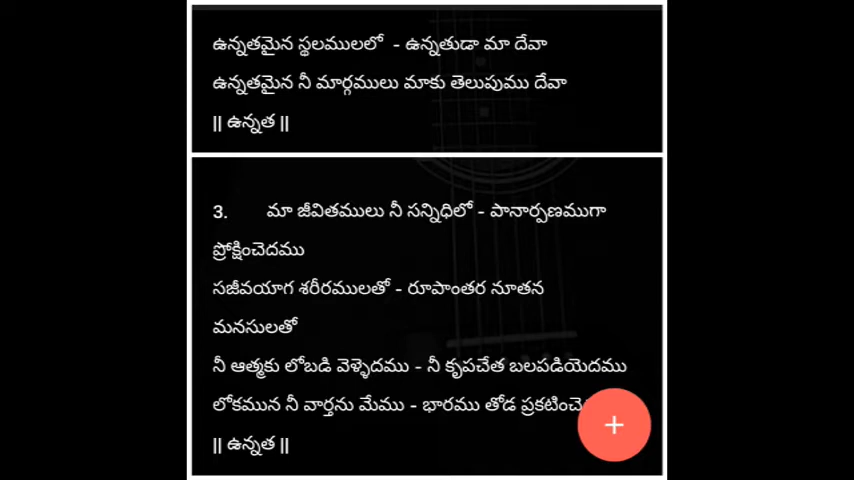 ఉన్నతమైన స్థలములలో - ఉన్నతుడా మా దేవా
ఉన్నతమైన నీ మార్గములు మాకు తెలుపుము దేవా
|| ఉన్నత ||
3. మా జీవితములు నీ సన్నిధిలో - పానార్పణముగా
ప్రోక్షించెదము
సజీవయాగ శరీరములతో - రూపాంతర నూతన
మనసులతో
నీ ఆత్మకు లోబడి వెళ్ళెదము - నీ కృపచేత బలపడియెదము
లోకమున నీ వార్తను మేము - భారము తోడ
|| ఉన్నత ||